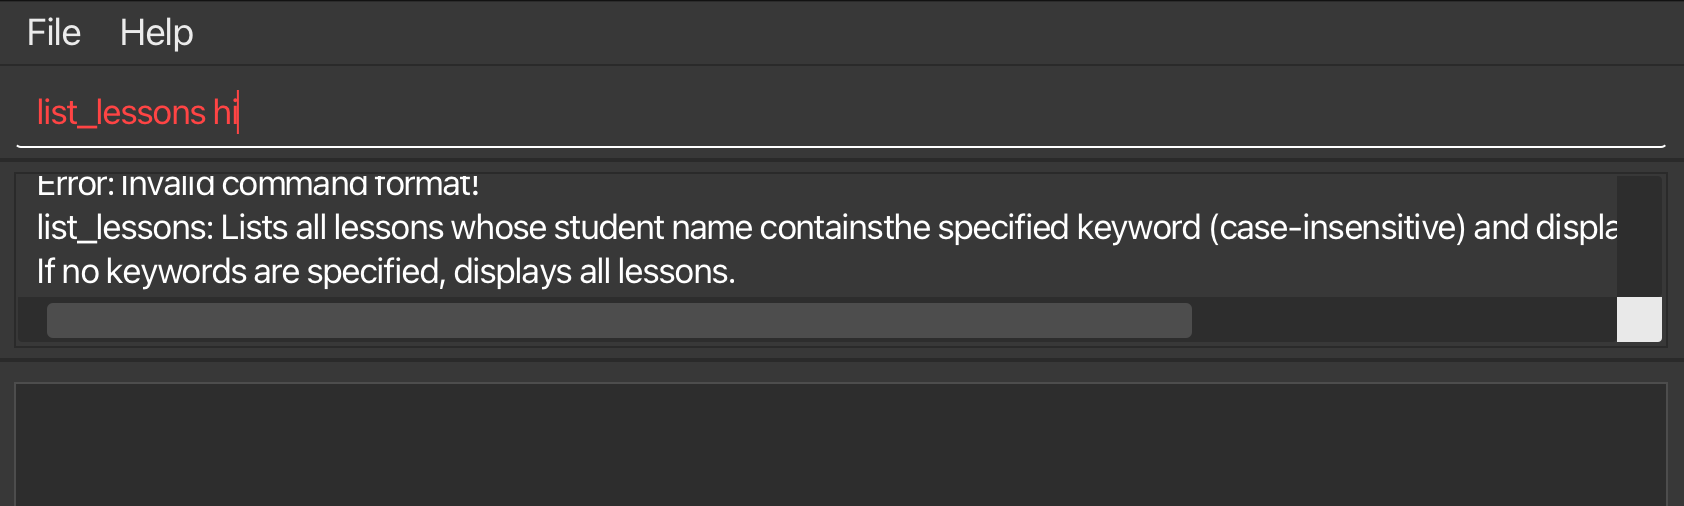 File Help
list_lessons hi
Error: Invalid command format!
list_lessons: Lists all lessons whose student name containsthe specified keyword (case-insensitive) and displa
If no keywords are specified, displays all lessons.